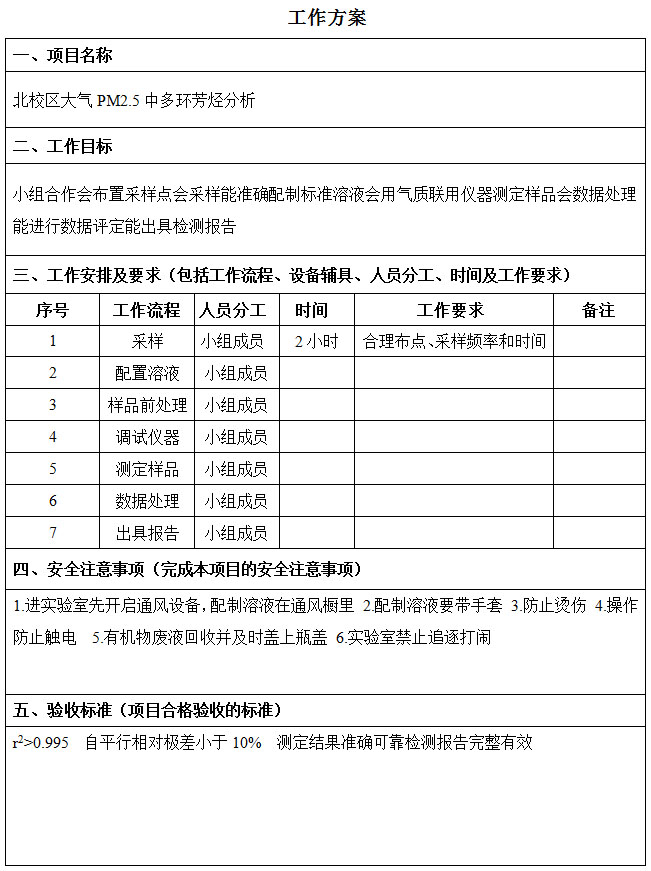 工作方案
一、项目名称
北校区大气 PM2.5 中多环芳烃分析
二、工作目标
小组合作会布置采样点会采样能准确配制标准溶液会用气质联用仪器测定样品会数据处理
能进行数据评定能出具检测报告
三、工作安排及要求（包括工作流程、设备辅具、人员分工、时间及工作要求）
序号 工作流程 人员分工 时间 工作要求 备注
1 采样 小组成员 2 小时 合理布点、采样频率和时间
2 配置溶液 小组成员
3 样品前处理 小组成员
4 调试仪器 小组成员
5 测定样品 小组成员
6 数据处理 小组成员
7 出具报告 小组成员
四、安全注意事项（完成本项目的安全注意事项）
1.进实验室先开启通风设备，配制溶液在通风橱里 2.配制溶液要带手套 3.防止烫伤 4.操作
防止触电 5.有机物废液回收并及时盖上瓶盖 6.实验室禁止追逐打闹
五、验收标准（项目合格验收的标准）
r²>0.995 自平行相对极差小于 10% 测定结果准确可靠检测报告完整有效